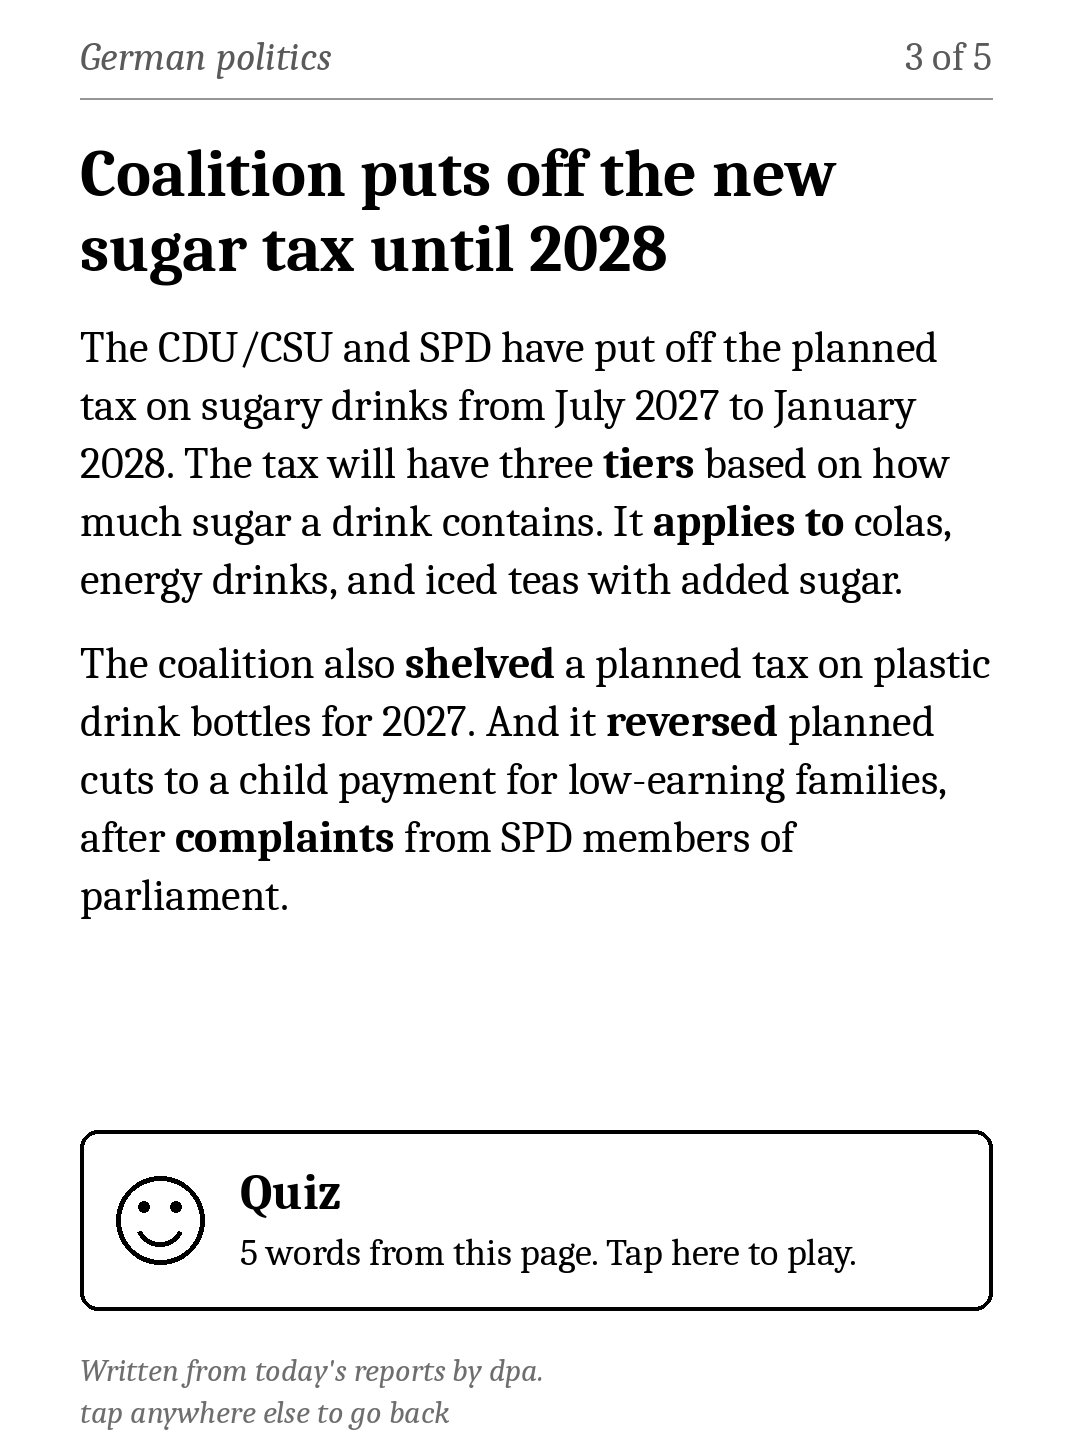 German politics
3 of 5
Coalition puts off the new
sugar tax until 2028
The CDU/CSU and SPD have put off the planned
tax on sugary drinks from July 2027 to January
2028. The tax will have three tiers based on how
much sugar a drink contains. It applies to colas,
energy drinks, and iced teas with added sugar.
The coalition also shelved a planned tax on plastic
drink bottles for 2027. And it reversed planned
cuts to a child payment for low-earning families,
after complaints from SPD members of
parliament.
Quiz
5 words from this page. Tap here to play.
Written from today's reports by dpa.
tap anywhere else to go back